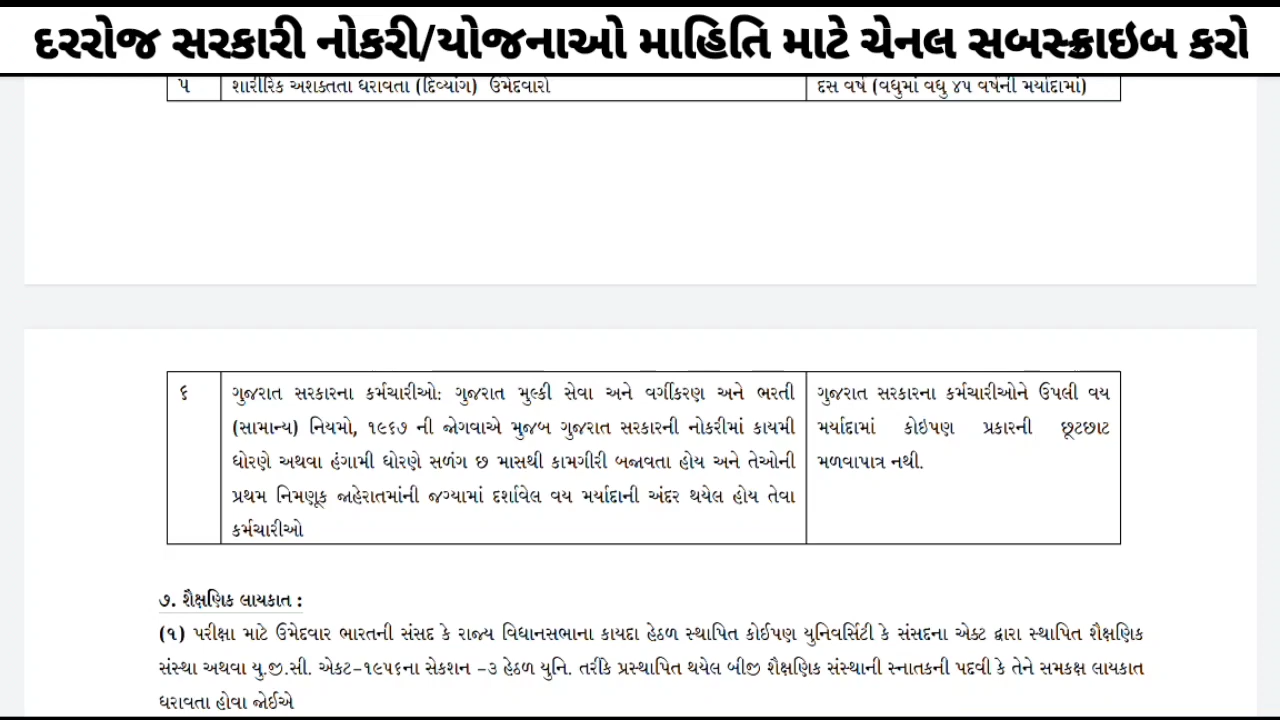 દરરોજ સરકારી નોકરી/યોજનાઓ માહિતિ માટે ચેનલ સબસ્ક્રાઇબ કરો
૫ શારીરિક અશક્તતા ધરાવતા (દિવ્યાંગ) ઉમેદવારો દસ વર્ષ (વધુમાં વધુ ૪૫ વર્ષની મર્યાદામાં)
૬ ગુજરાત સરકારના કર્મચારીઓ: ગુજરાત મુલ્કી સેવા અને વર્ગીકરણ અને ભરતી ગુજરાત સરકારના કર્મચારીઓને ઉપલી વય
(સામાન્ય) નિયમો, ૧૯૬૭ ની જોગવાએ મુજબ ગુજરાત સરકારની નોકરીમાં કાયમી મર્યાદામાં કોઇપણ પ્રકારની છૂટછાટ
ધોરણે અથવા હંગામી ધોરણે સળંગ છ માસથી કામગીરી બજાવતા હોય અને તેઓની મળવાપાત્ર નથી.
પ્રથમ નિમણૂક જાહેરાતમાંની જગ્યામાં દર્શાવેલ વય મર્યાદાની અંદર થયેલ હોય તેવા
કર્મચારીઓ
૭. શૈક્ષણિક લાયકાત :
(૧) પરીક્ષા માટે ઉમેદવાર ભારતની સંસદ કે રાજ્ય વિધાનસભાના કાયદા હેઠળ સ્થાપિત કોઈપણ યુનિવર્સિટી કે સંસદના એક્ટ દ્વારા સ્થાપિત શૈક્ષણિક
સંસ્થા અથવા યુ.જી.સી. એકટ–૧૯૫૬ના સેકશન –૩ હેઠળ યુનિ. તરીકે પ્રસ્થાપિત થયેલ બીજી શૈક્ષણિક સંસ્થાની સ્નાતકની પદવી કે તેને સમકક્ષ લાયકાત
ધરાવતા હોવા જોઈએ